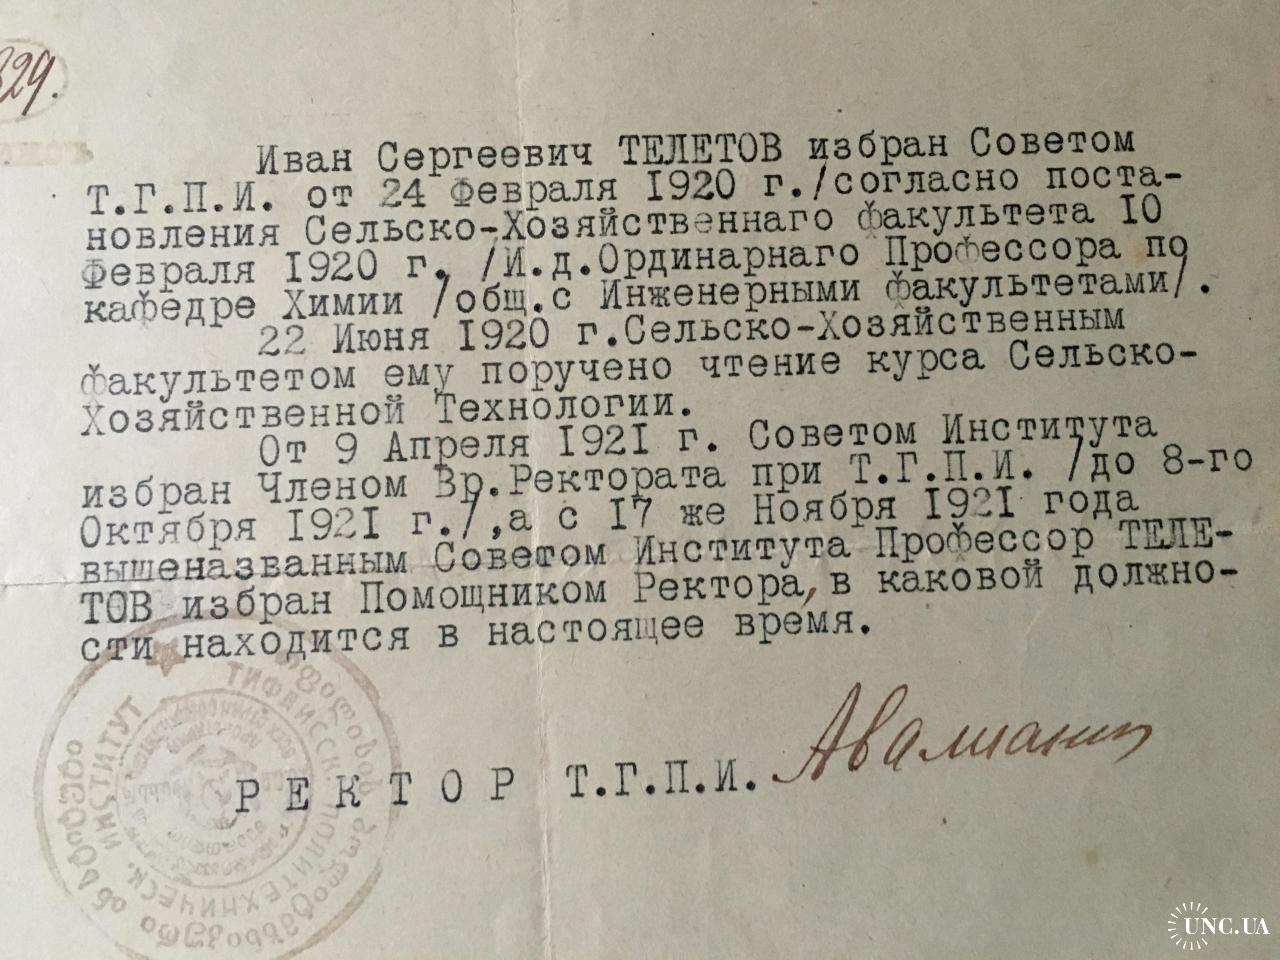 329.
Иван Сергеевич ТЕЛЕТОВ избран Советом
Т.Г.П.И. от 24 Февраля 1920 г./согласно поста-
новления Сельско-Хозяйственнаго факультета 10
Февраля 1920 г. /И.д.Ординарнаго Профессора по
кафедре Химии /общ.с Инженерными факультетами/.
22 Июня 1920 г.Сельско-Хозяйственным
факультетом ему поручено чтение курса Сельско-
Хозяйственной Технологии.
От 9 Апреля 1921 г. Советом Института
избран Членом Вр.Ректората при Т.Г.П.И. /до 8-го
Октября 1921 г./,а с 17 же Ноября 1921 года
вышеназванным Советом Института Профессор ТЕЛЕ-
ТОВ избран Помощником Ректора, в каковой должно-
сти находится в настоящее время.
РЕКТОР Т.Г.П.И.
ТИФЛИССК. ПОЛИТЕХНИЧЕСК. ИНСТИТУТ
UNC.UA